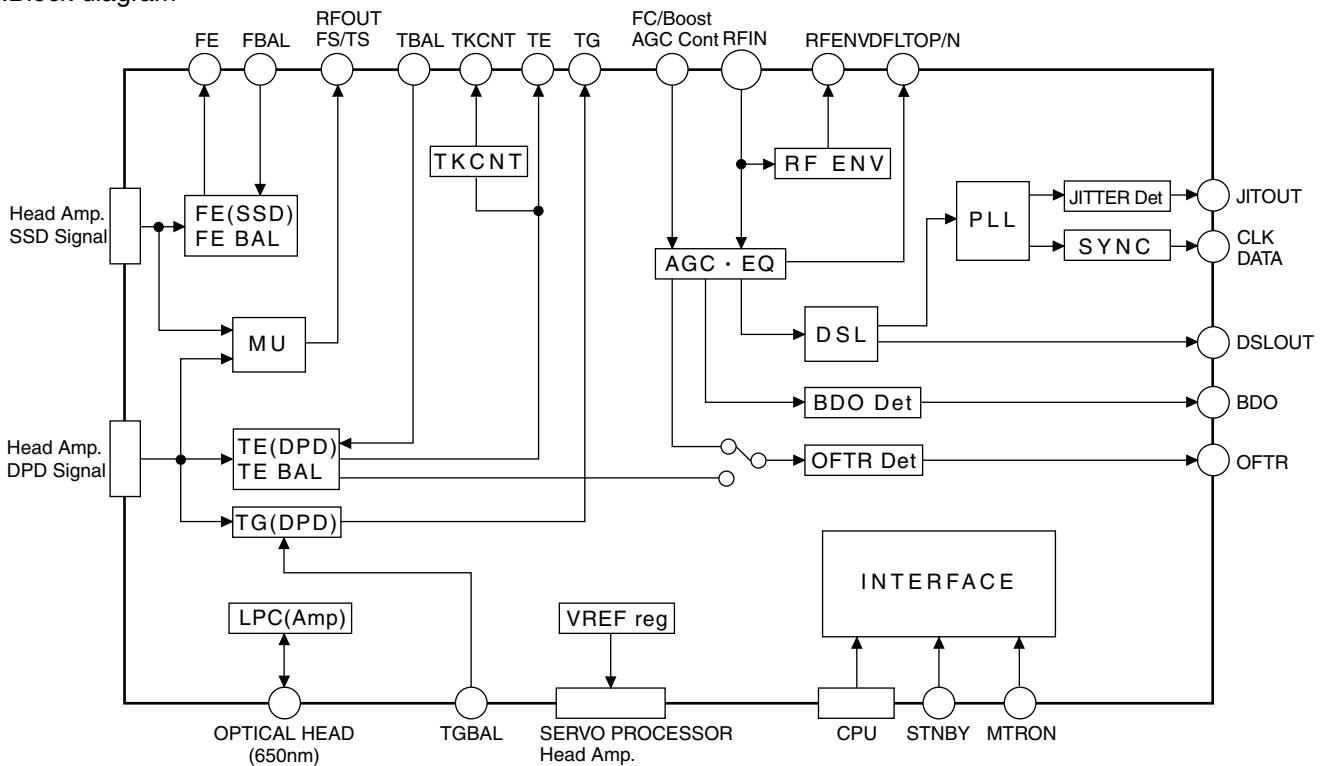 .Block diagram
FE
FBAL
RFOUT
FS/TS
TBAL
TKCNT
TE
TG
FC/Boost
AGC Cont
RFIN
RFENV
DFLTOP/N
TKCNT
RF ENV
Head Amp.
SSD Signal
FE(SSD)
FE BAL
PLL
JITTER Det
JITOUT
SYNC
CLK
DATA
AGC · EQ
MU
DSL
DSLOUT
BDO Det
BDO
Head Amp.
DPD Signal
TE(DPD)
TE BAL
OFTR Det
OFTR
TG(DPD)
INTERFACE
LPC(Amp)
VREF reg
OPTICAL HEAD
(650nm)
TGBAL
SERVO PROCESSOR
Head Amp.
CPU
STNBY
MTRON